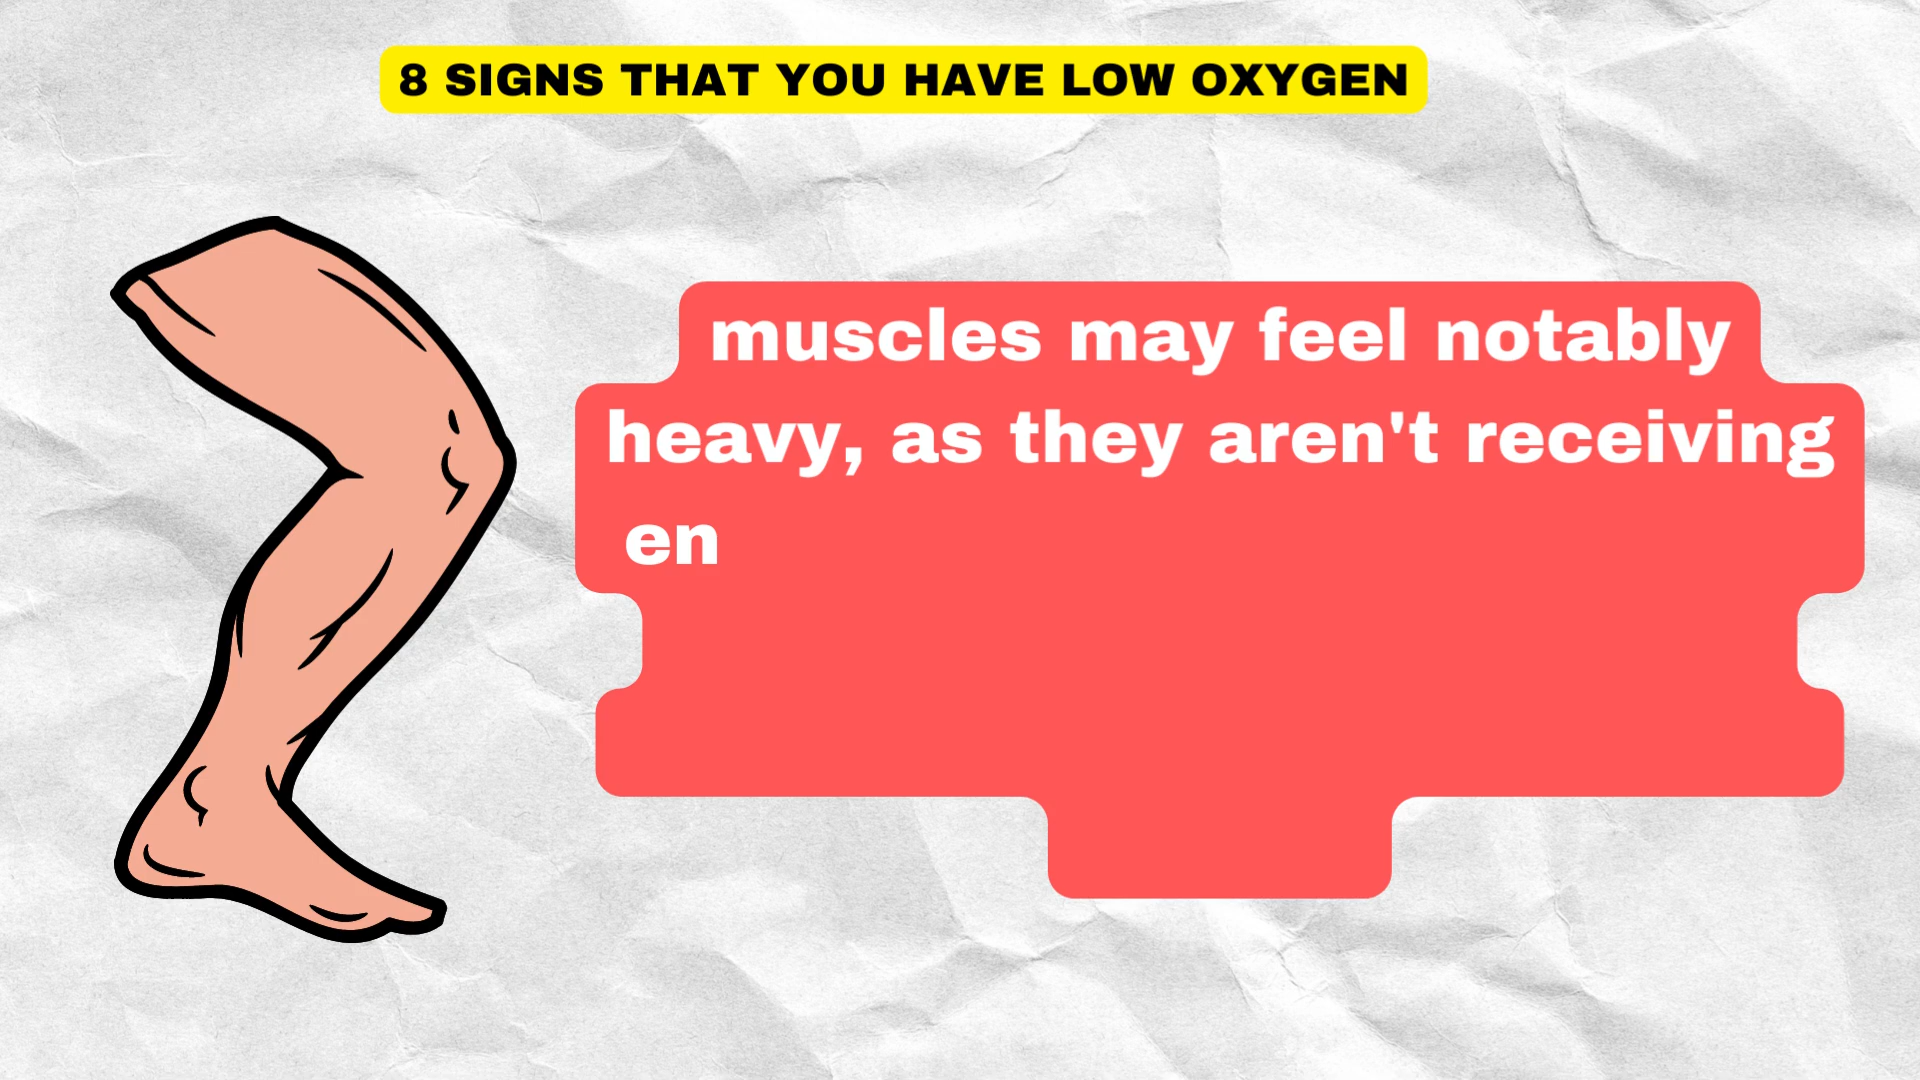 8 SIGNS THAT YOU HAVE LOW OXYGEN
muscles may feel notably
heavy, as they aren't receiving
en